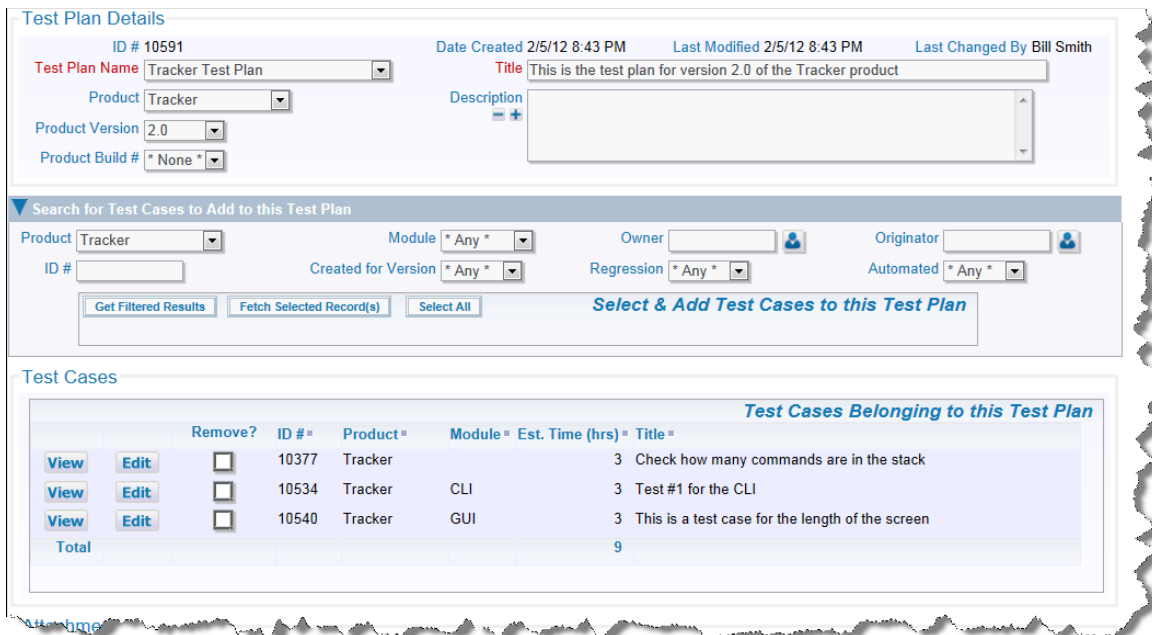 Test Plan Details
ID # 10591 Date Created 2/5/12 8:43 PM Last Modified 2/5/12 8:43 PM Last Changed By Bill Smith
Test Plan Name Tracker Test Plan Title This is the test plan for version 2.0 of the Tracker product
Product Tracker Description
Product Version 2.0
Product Build # * None *
Search for Test Cases to Add to this Test Plan
Product Tracker Module * Any * Owner Originator
ID # Created for Version * Any * Regression * Any * Automated * Any *
Get Filtered Results Fetch Selected Record(s) Select All Select & Add Test Cases to this Test Plan
Test Cases
Test Cases Belonging to this Test Plan
Remove? ID # Product Module Est. Time (hrs) Title
View Edit 10377 Tracker 3 Check how many commands are in the stack
View Edit 10534 Tracker CLI 3 Test #1 for the CLI
View Edit 10540 Tracker GUI 3 This is a test case for the length of the screen
Total 9